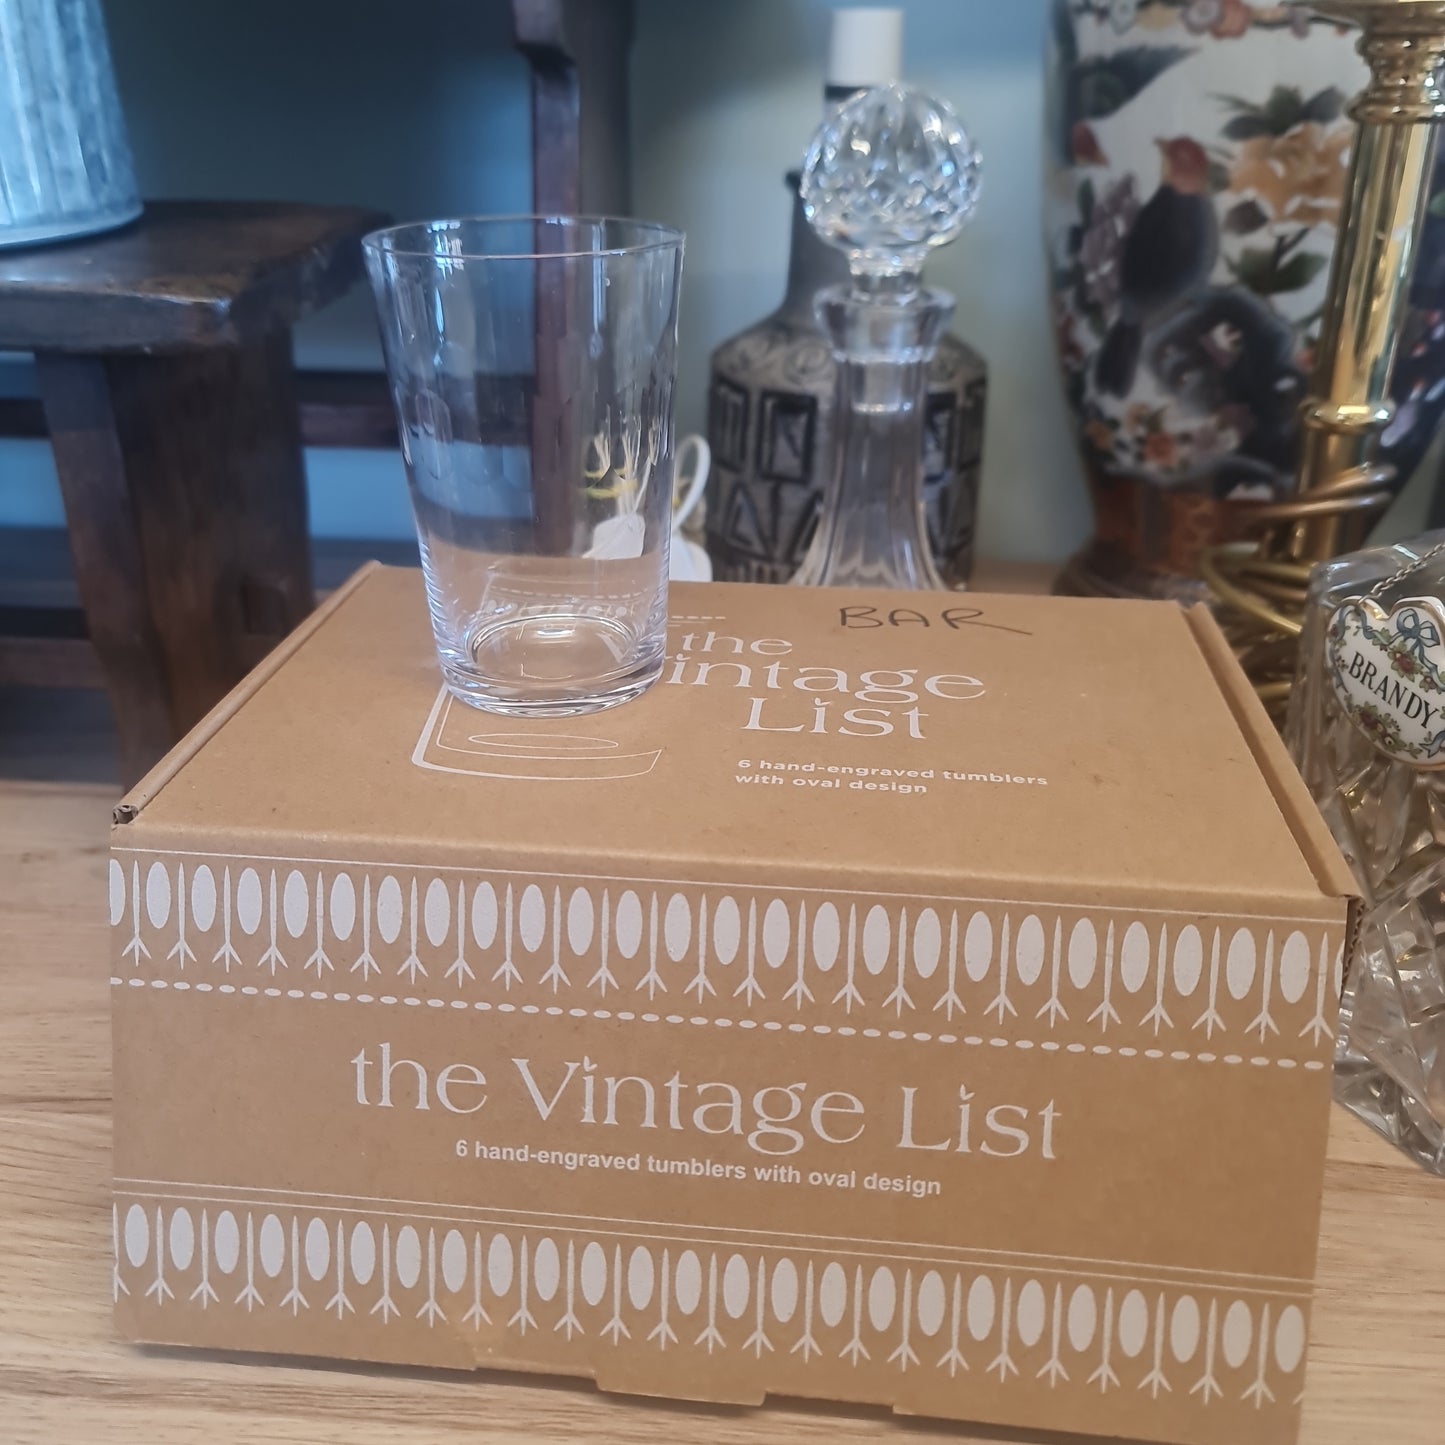 BAR
the
Vintage
List
6 hand-engraved tumblers
with oval design
the Vintage List
6 hand-engraved tumblers with oval design
BRANDY